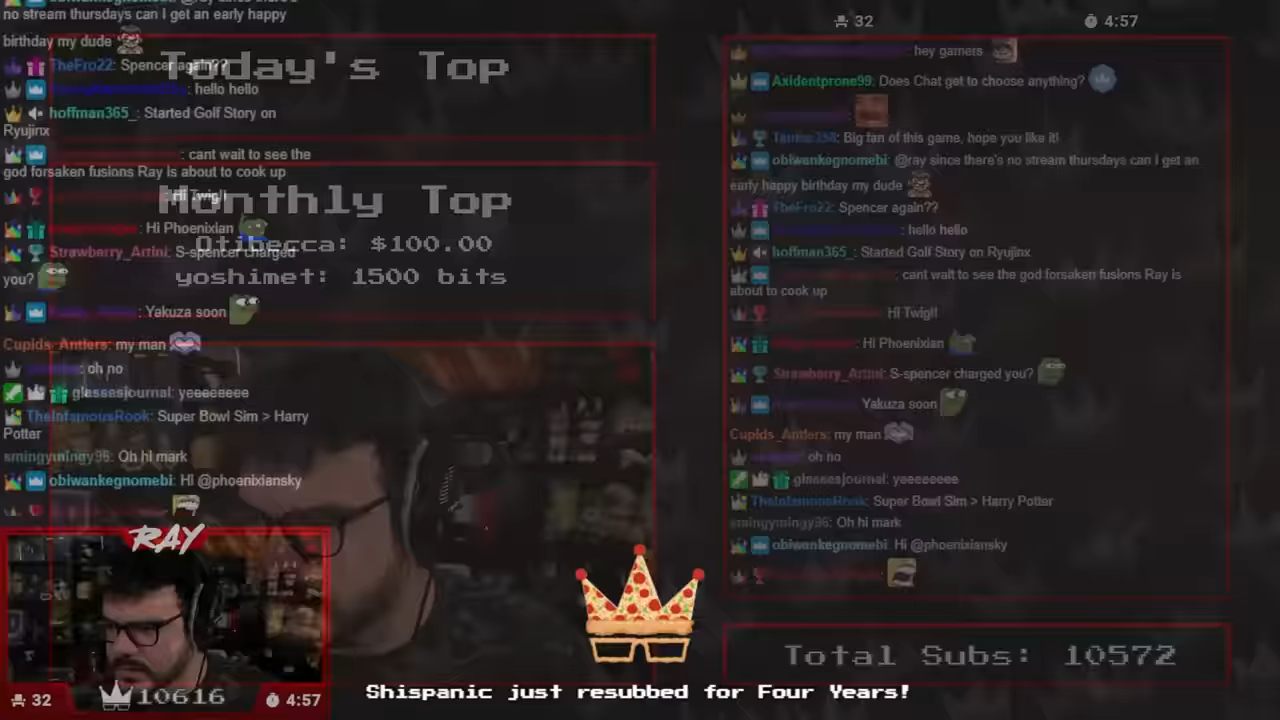 no stream thursdays can I get an early happy
birthday my dude
TheFro22: Spencer again??
: hello hello
hoffman365_: Started Golf Story on
Ryujinx
: cant wait to see the
god forsaken fusions Ray is about to cook up
Hi Twig!!
: Hi Phoenixian
Strawberry_Artini: S-spencer charged
you?
: Yakuza soon
Cupids_Antlers: my man
: oh no
glassesjournal: yeeeeeeee
TheInfamousRook: Super Bowl Sim > Harry
Potter
smingymingy96: Oh hi mark
obiwankegnomebi: Hi @phoenixiansky
Today's Top
Monthly Top
Otibecca: $100.00
yoshimet: 1500 bits
RAY
32
10616
4:57
32
4:57
: hey gamers
Axidentprone99: Does Chat get to choose anything?
: Big fan of this game, hope you like it!
obiwankegnomebi: @ray since there's no stream thursdays can I get an
early happy birthday my dude
TheFro22: Spencer again??
: hello hello
hoffman365_: Started Golf Story on Ryujinx
: cant wait to see the god forsaken fusions Ray is
about to cook up
Hi Twig!!
: Hi Phoenixian
Strawberry_Artini: S-spencer charged you?
Yakuza soon
Cupids_Antlers: my man
: oh no
glassesjournal: yeeeeeeee
TheInfamousRook: Super Bowl Sim > Harry Potter
smingymingy96: Oh hi mark
obiwankegnomebi: Hi @phoenixiansky
Total Subs: 10572
Shispanic just resubbed for Four Years!